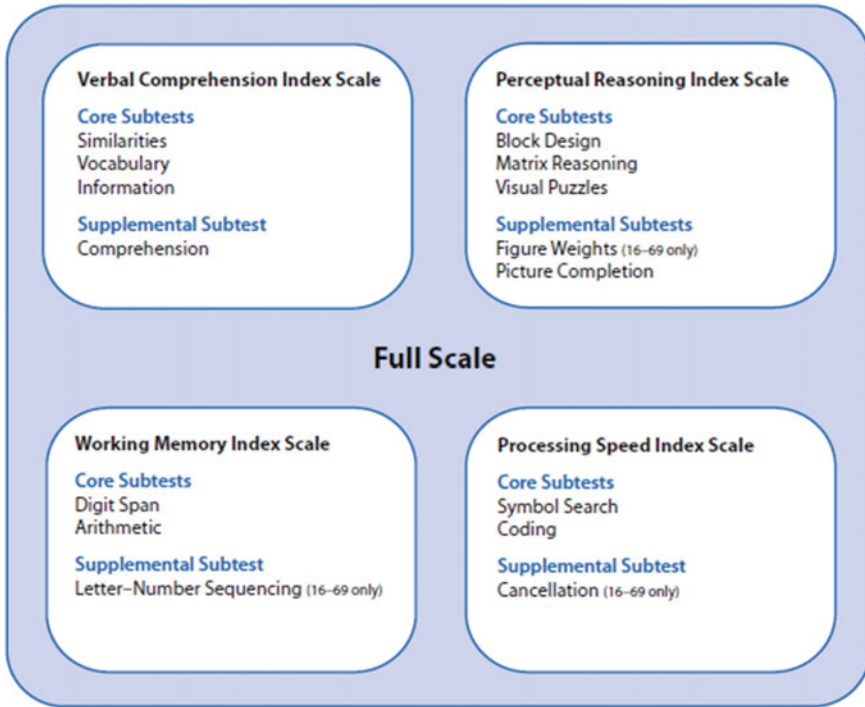 Verbal Comprehension Index Scale
Core Subtests
Similarities
Vocabulary
Information
Supplemental Subtest
Comprehension
Perceptual Reasoning Index Scale
Core Subtests
Block Design
Matrix Reasoning
Visual Puzzles
Supplemental Subtests
Figure Weights (16–69 only)
Picture Completion
Full Scale
Working Memory Index Scale
Core Subtests
Digit Span
Arithmetic
Supplemental Subtest
Letter–Number Sequencing (16–69 only)
Processing Speed Index Scale
Core Subtests
Symbol Search
Coding
Supplemental Subtest
Cancellation (16–69 only)